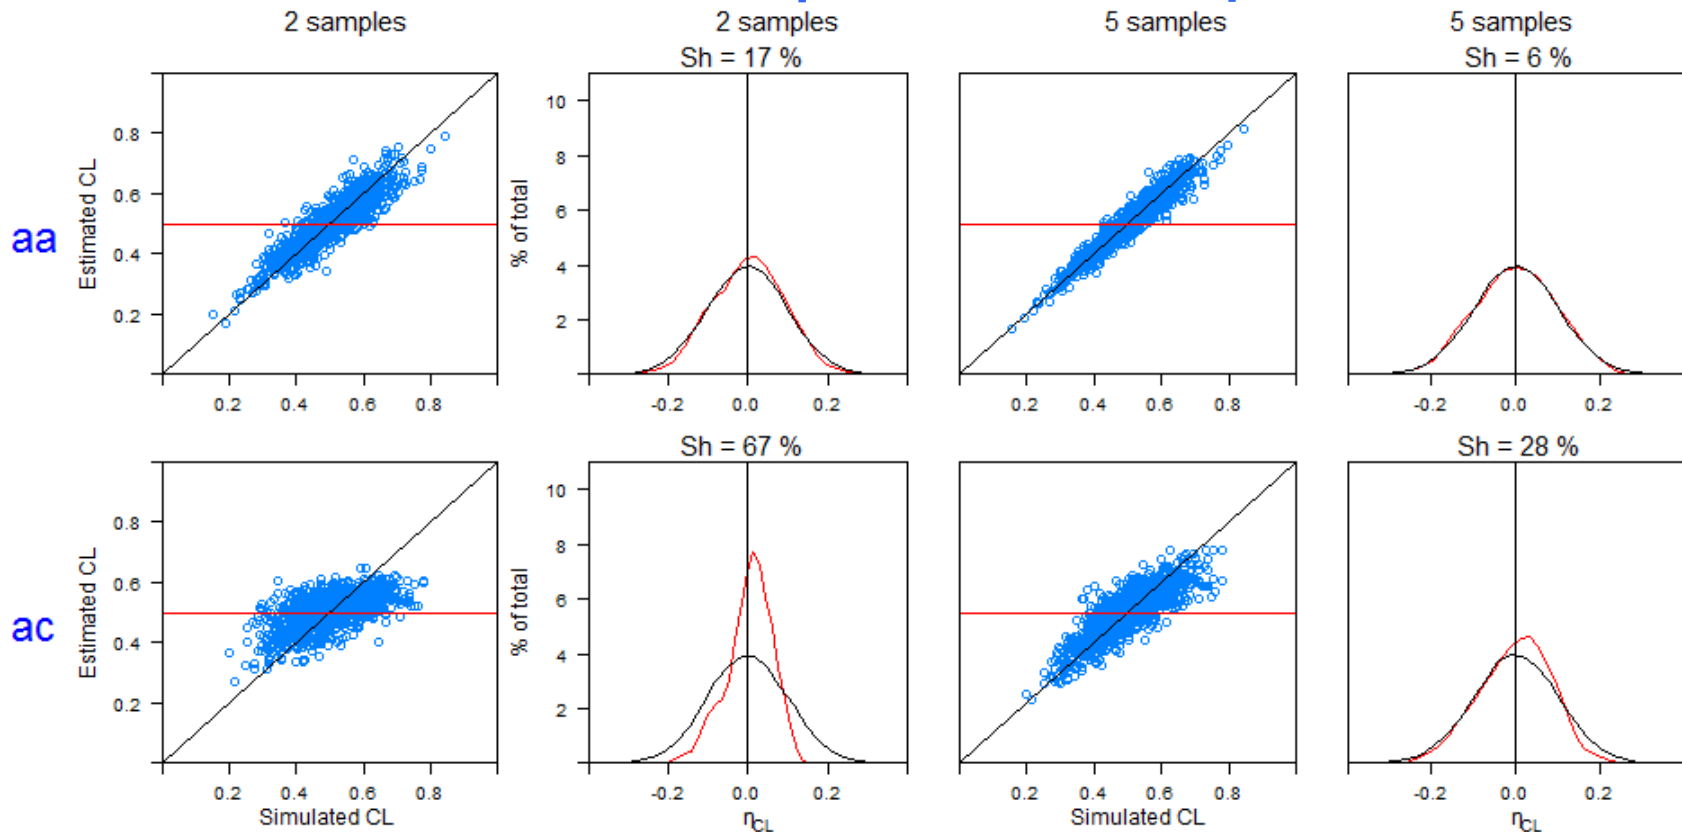 2 samples 2 samples 5 samples 5 samples
Sh = 17 % Sh = 6 %
aa
Estimated CL
0.8
0.6
0.4
0.2
0.2 0.4 0.6 0.8
% of total
10
8
6
4
2
-0.2 0.0 0.2
0.2 0.4 0.6 0.8
-0.2 0.0 0.2
Sh = 67 % Sh = 28 %
ac
Estimated CL
0.8
0.6
0.4
0.2
0.2 0.4 0.6 0.8
Simulated CL
% of total
10
8
6
4
2
-0.2 0.0 0.2
ηCL
0.2 0.4 0.6 0.8
Simulated CL
-0.2 0.0 0.2
ηCL